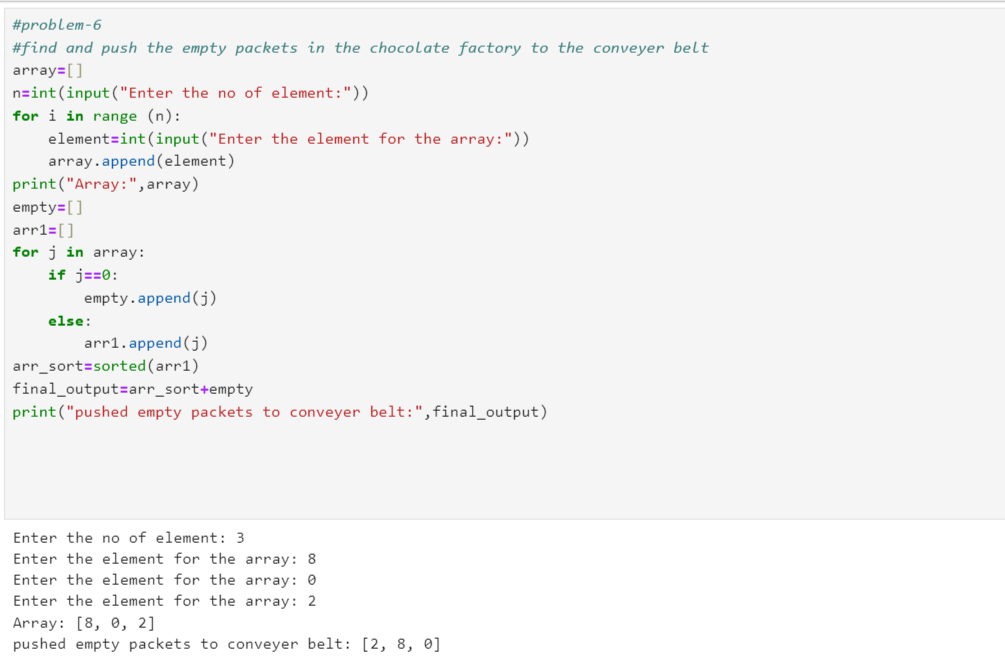 #problem-6
#find and push the empty packets in the chocolate factory to the conveyer belt
array=[]
n=int(input("Enter the no of element:"))
for i in range (n):
    element=int(input("Enter the element for the array:"))
    array.append(element)
print("Array:",array)
empty=[]
arr1=[]
for j in array:
    if j==0:
        empty.append(j)
    else:
        arr1.append(j)
arr_sort=sorted(arr1)
final_output=arr_sort+empty
print("pushed empty packets to conveyer belt:",final_output)
Enter the no of element: 3
Enter the element for the array: 8
Enter the element for the array: 0
Enter the element for the array: 2
Array: [8, 0, 2]
pushed empty packets to conveyer belt: [2, 8, 0]